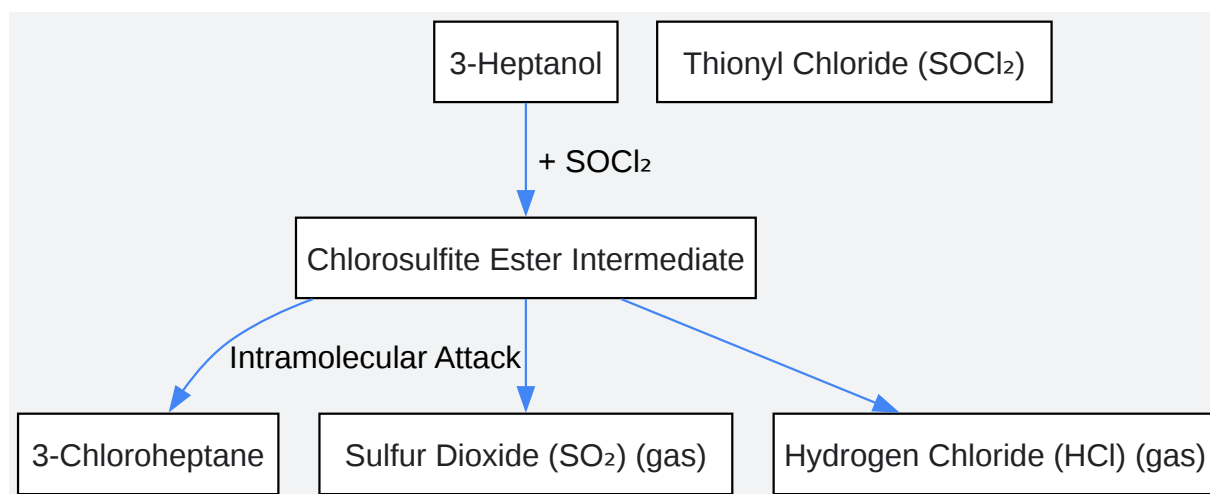 3-Heptanol
Thionyl Chloride (SOCl₂)
+ SOCl₂
Chlorosulfite Ester Intermediate
Intramolecular Attack
3-Chloroheptane
Sulfur Dioxide (SO₂) (gas)
Hydrogen Chloride (HCl) (gas)